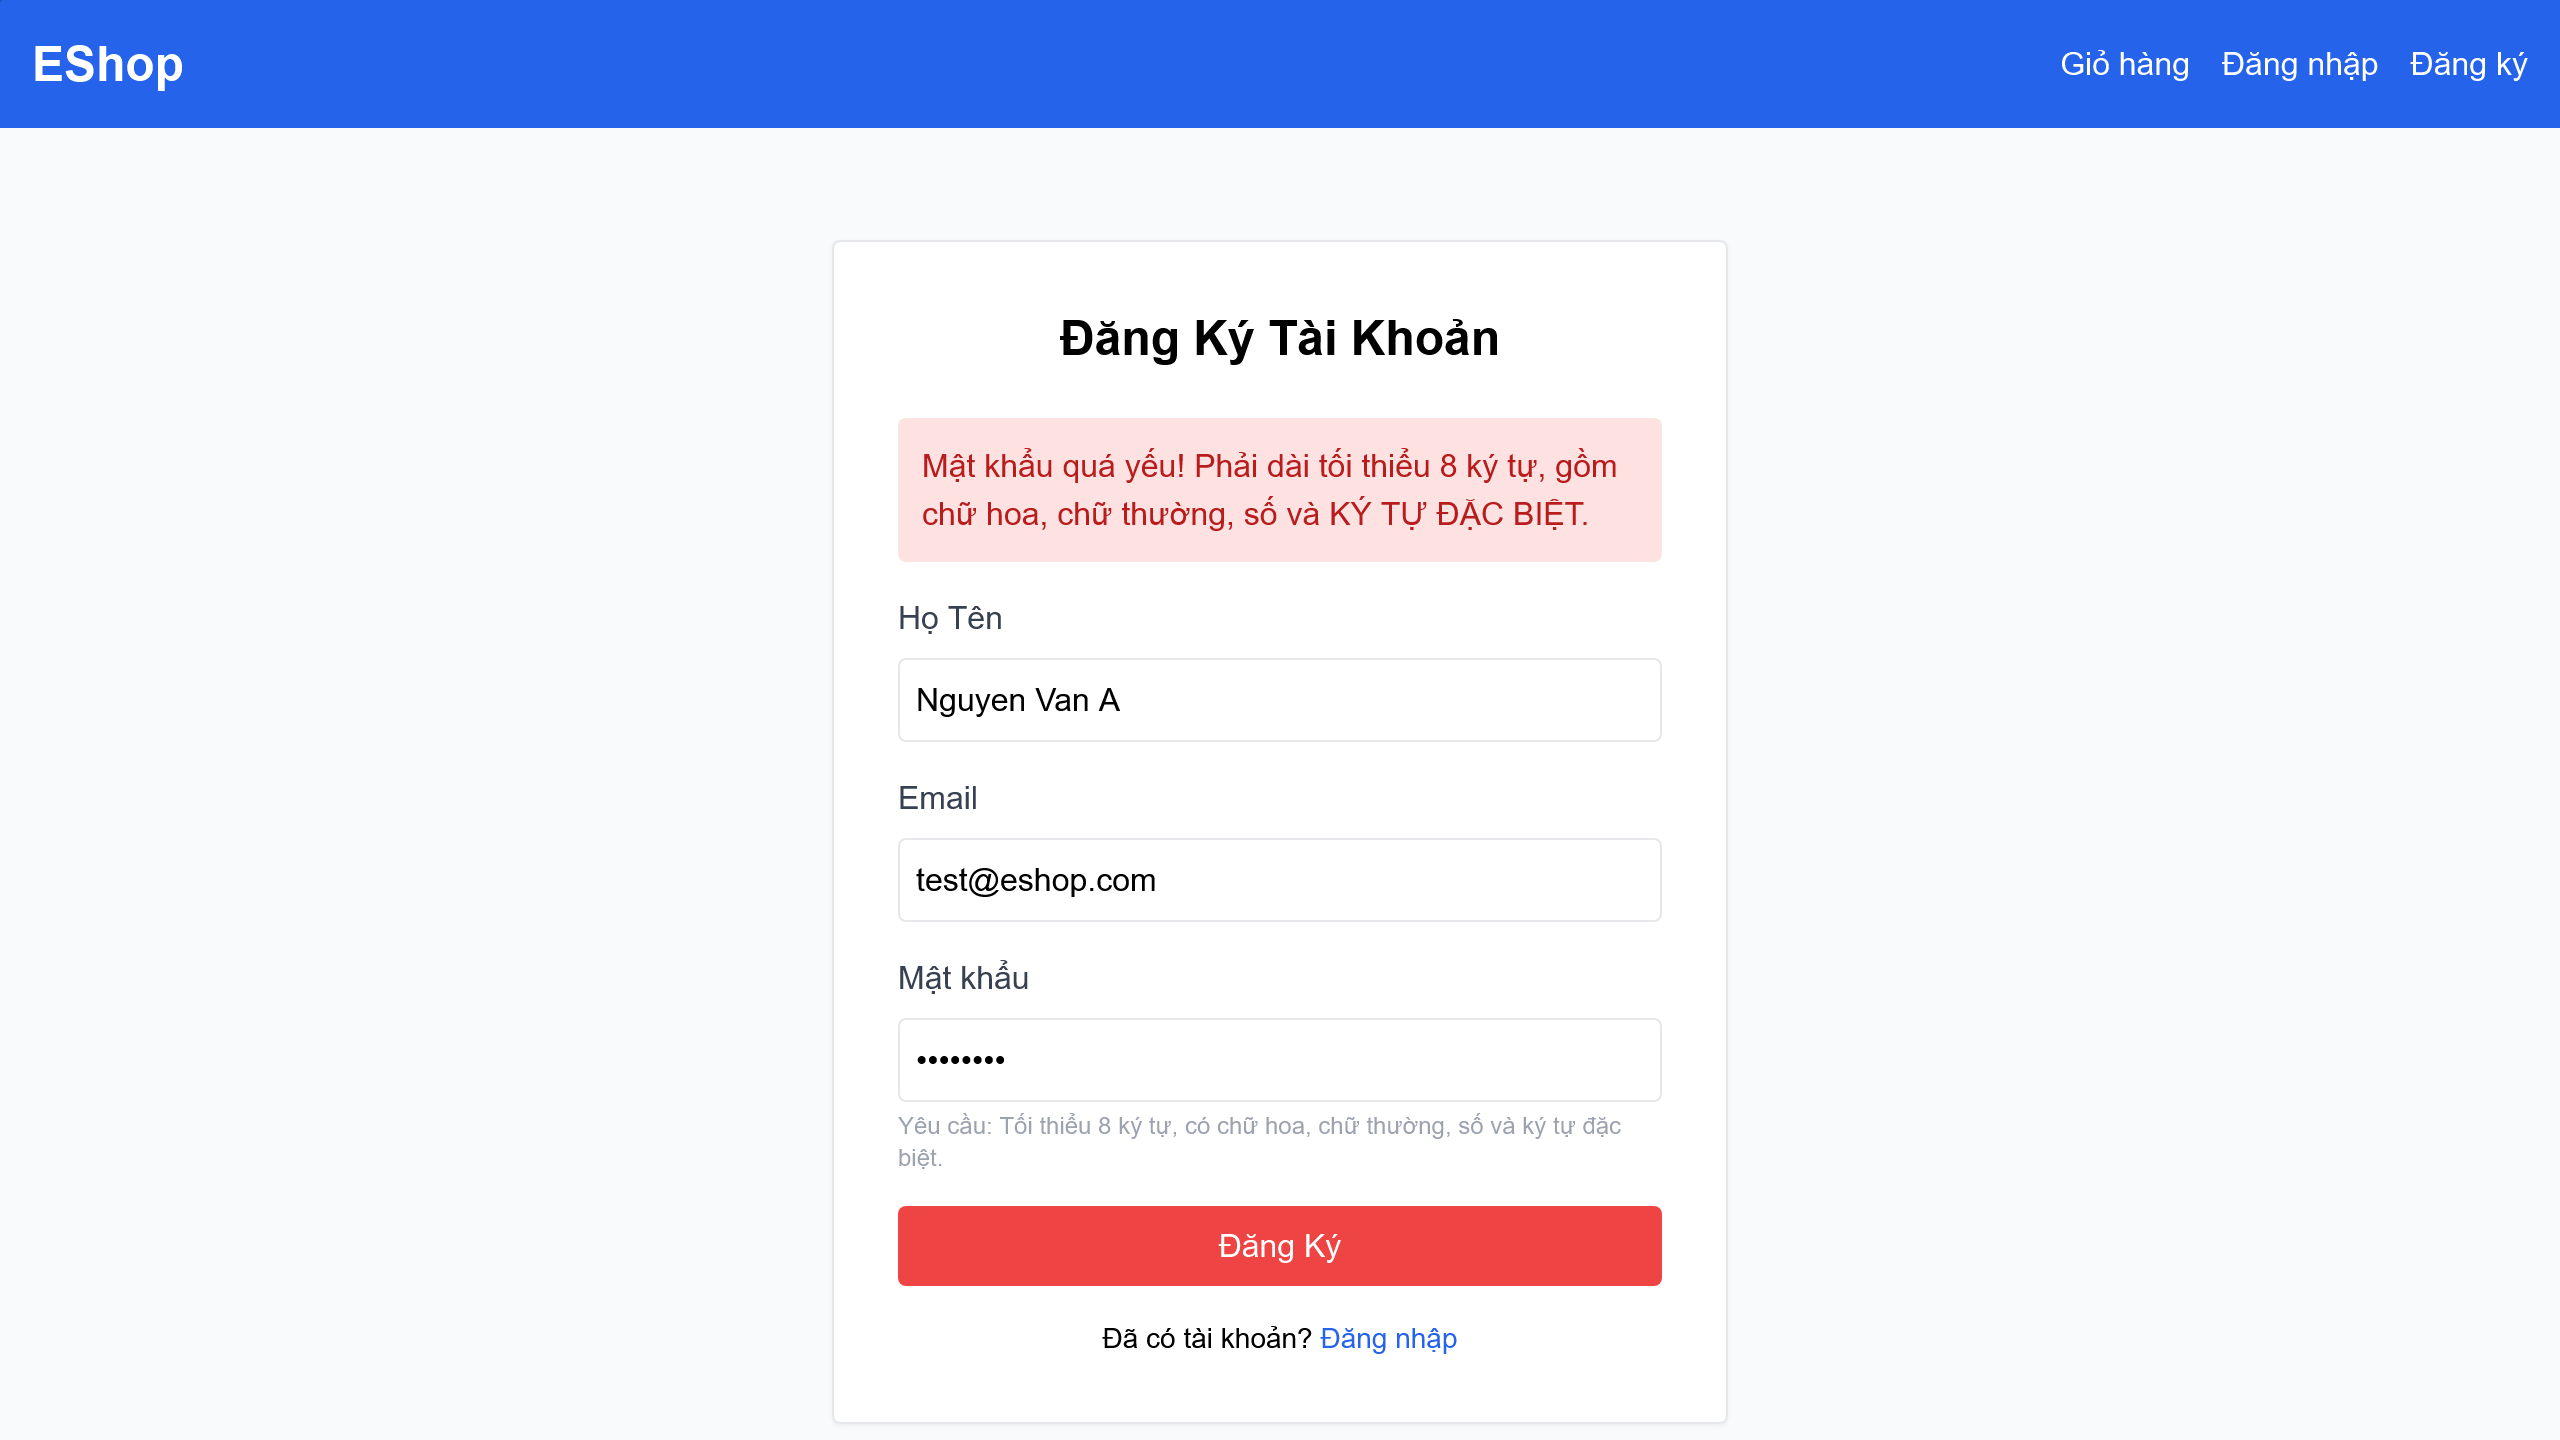 EShop
Giỏ hàng Đăng nhập Đăng ký
Đăng Ký Tài Khoản
Mật khẩu quá yếu! Phải dài tối thiểu 8 ký tự, gồm
chữ hoa, chữ thường, số và KÝ TỰ ĐẶC BIỆT.
Họ Tên
Nguyen Van A
Email
test@eshop.com
Mật khẩu
••••••••
Yêu cầu: Tối thiểu 8 ký tự, có chữ hoa, chữ thường, số và ký tự đặc
biệt.
Đăng Ký
Đã có tài khoản? Đăng nhập